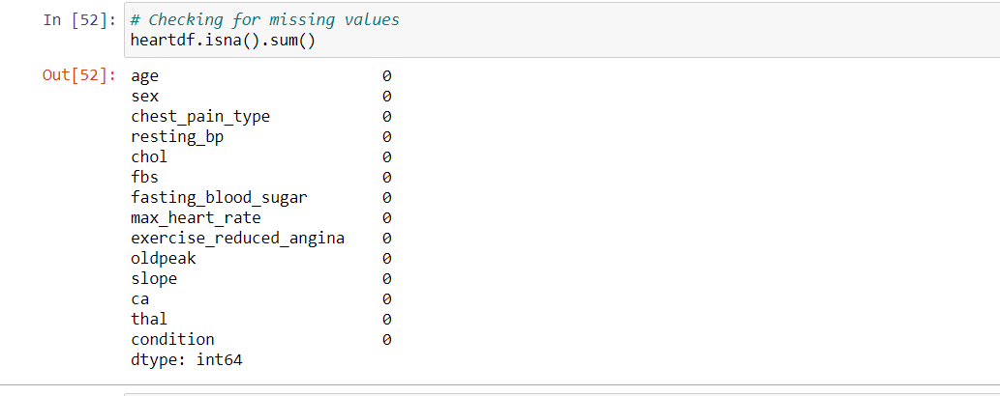 In [52]: # Checking for missing values
heartdf.isna().sum()
Out[52]: age 0
sex 0
chest_pain_type 0
resting_bp 0
chol 0
fbs 0
fasting_blood_sugar 0
max_heart_rate 0
exercise_reduced_angina 0
oldpeak 0
slope 0
ca 0
thal 0
condition 0
dtype: int64